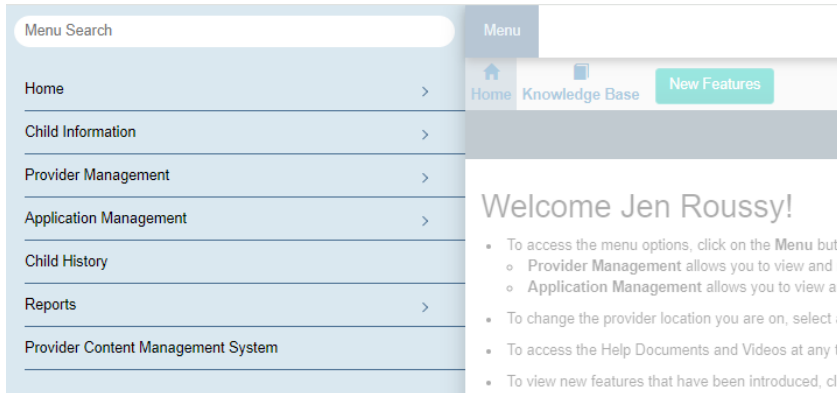 Menu Search
Home
Child Information
Provider Management
Application Management
Child History
Reports
Provider Content Management System
Menu
Home Knowledge Base New Features
Welcome Jen Roussy!
To access the menu options, click on the Menu
Provider Management allows you to view and
Application Management allows you to view
To change the provider location you are on, select
To access the Help Documents and Videos at any
To view new features that have been introduced,